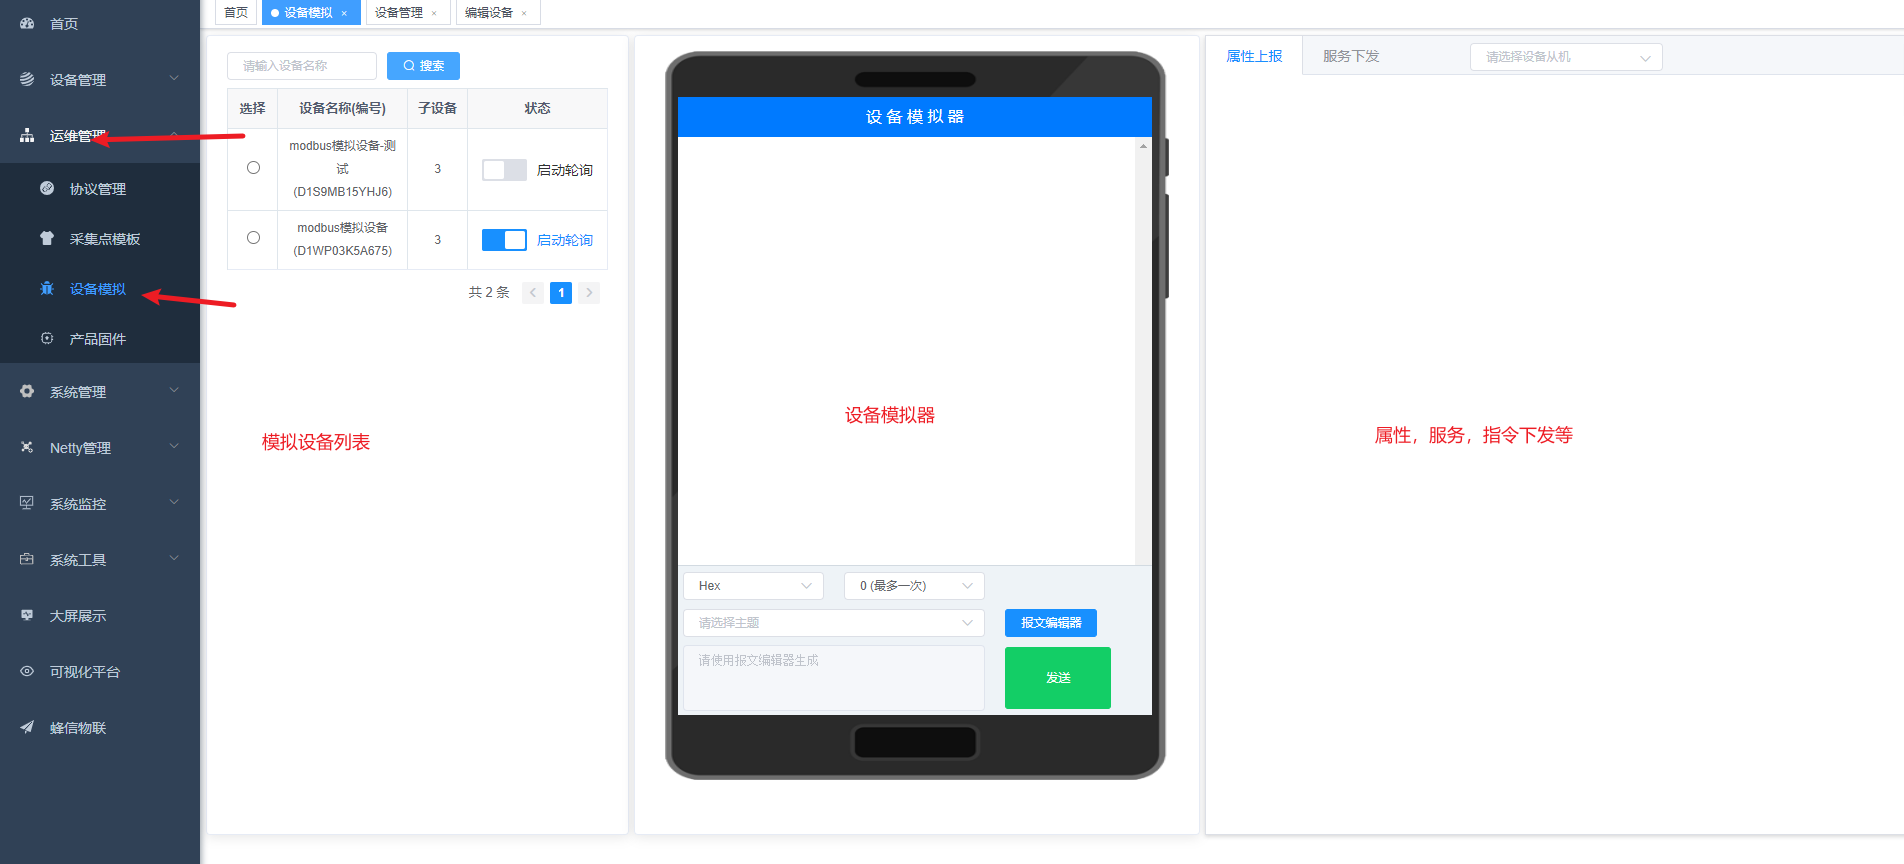 首页
设备管理
运维管理
协议管理
采集点模板
设备模拟
产品固件
系统管理
Netty管理
系统监控
系统工具
大屏展示
可视化平台
蜂信物联
首页
设备模拟 ×
设备管理 ×
编辑设备 ×
请输入设备名称
搜索
选择 设备名称(编号) 子设备 状态
modbus模拟设备-测
试
(D1S9MB15YHJ6)
3
启动轮询
modbus模拟设备
(D1WP03K5A675)
3
启动轮询
共 2 条
1
模拟设备列表
设备模拟器
设备模拟器
Hex
0 (最多一次)
请选择主题
报文编辑器
请使用报文编辑器生成
发送
属性上报
服务下发
请选择设备从机
属性，服务，指令下发等